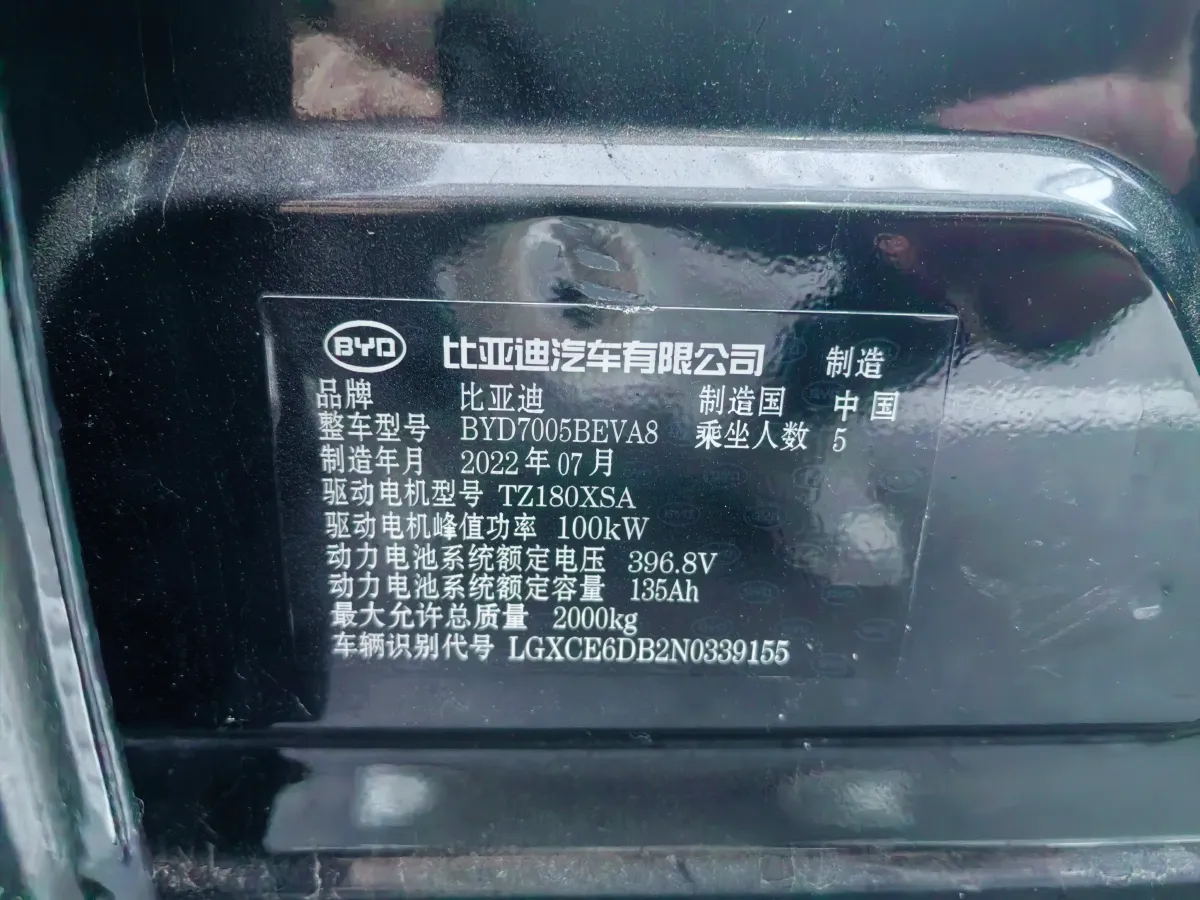 BYD 比亚迪汽车有限公司 制造
品牌 比亚迪 制造国 中国
整车型号 BYD7005BEVA8 乘坐人数 5
制造年月 2022年07月
驱动电机型号 TZ180XSA
驱动电机峰值功率 100kW
动力电池系统额定电压 396.8V
动力电池系统额定容量 135Ah
最大允许总质量 2000kg
车辆识别代号 LGXCE6DB2N0339155